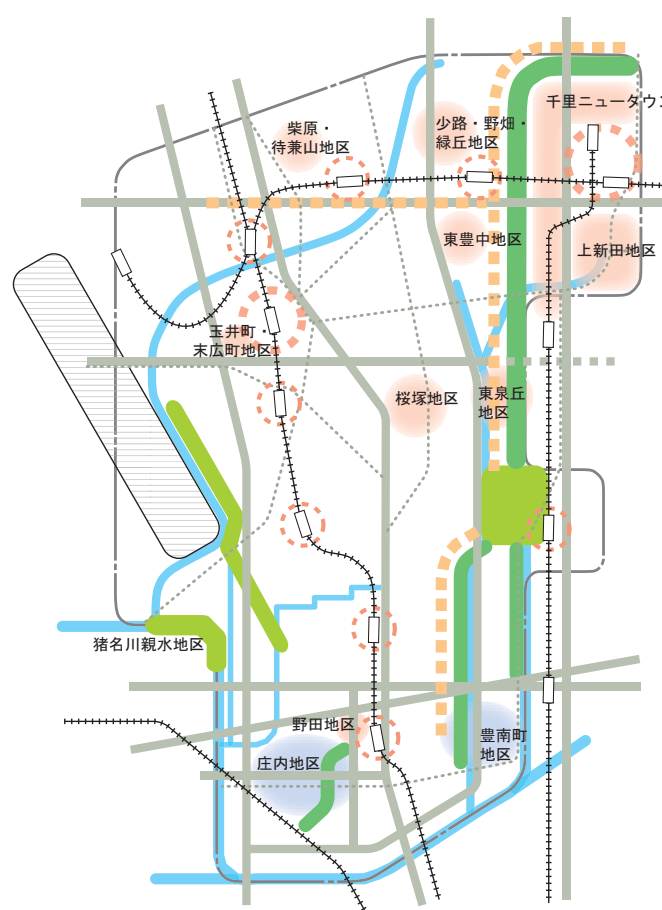 千里ニュータウン
柴原・
待兼山地区
少路・野畑・
緑丘地区
東豊中地区
上新田地区
玉井町・
末広町地区
桜塚地区
東泉丘
地区
猪名川親水地区
野田地区
豊南町
地区
庄内地区